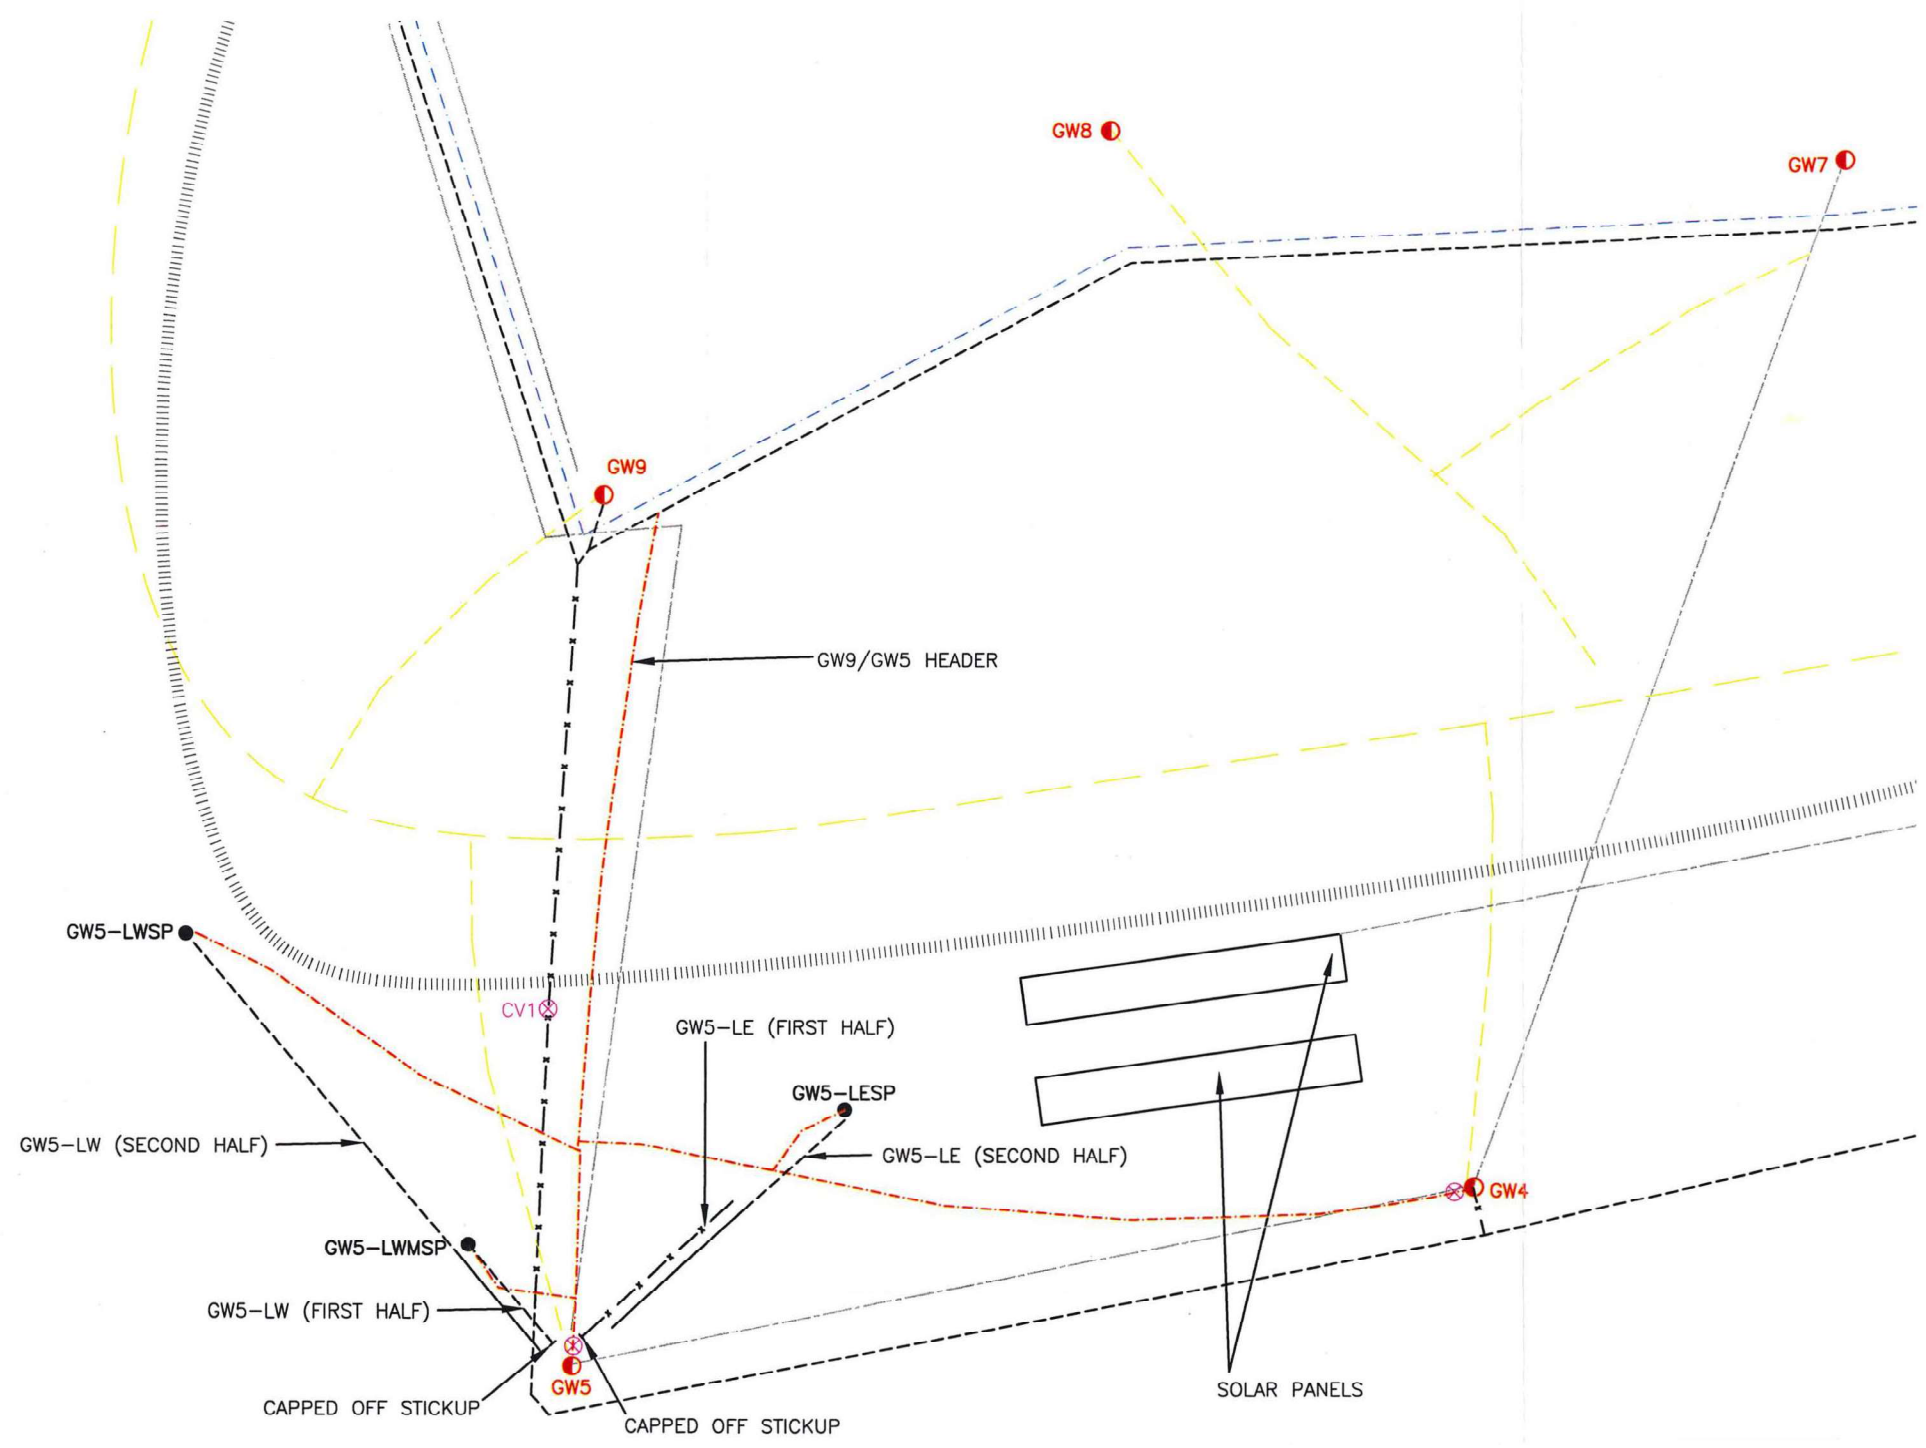 GW8
GW7
GW9
GW9/GW5 HEADER
GW5-LWSP
CV1
GW5-LE (FIRST HALF)
GW5-LESP
GW5-LW (SECOND HALF)
GW5-LE (SECOND HALF)
GW4
GW5-LWMSP
GW5-LW (FIRST HALF)
GW5
SOLAR PANELS
CAPPED OFF STICKUP
CAPPED OFF STICKUP